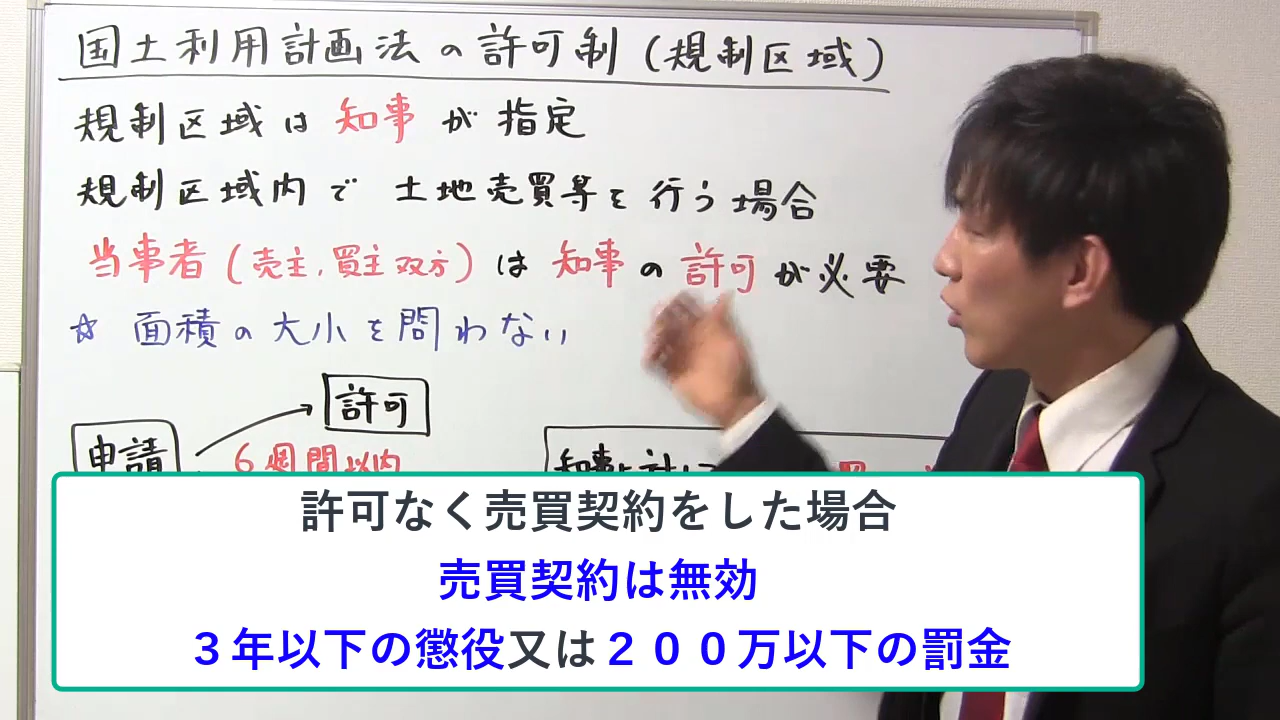 国土利用計画法の許可制(規制区域)
規制区域は知事が指定
規制区域内で土地売買等を行う場合
当事者(売主,買主双方)は知事の許可が必要
☆面積の大小を問わない
許可
申請
6週間以内
許可なく売買契約をした場合
売買契約は無効
3年以下の懲役又は200万以下の罰金